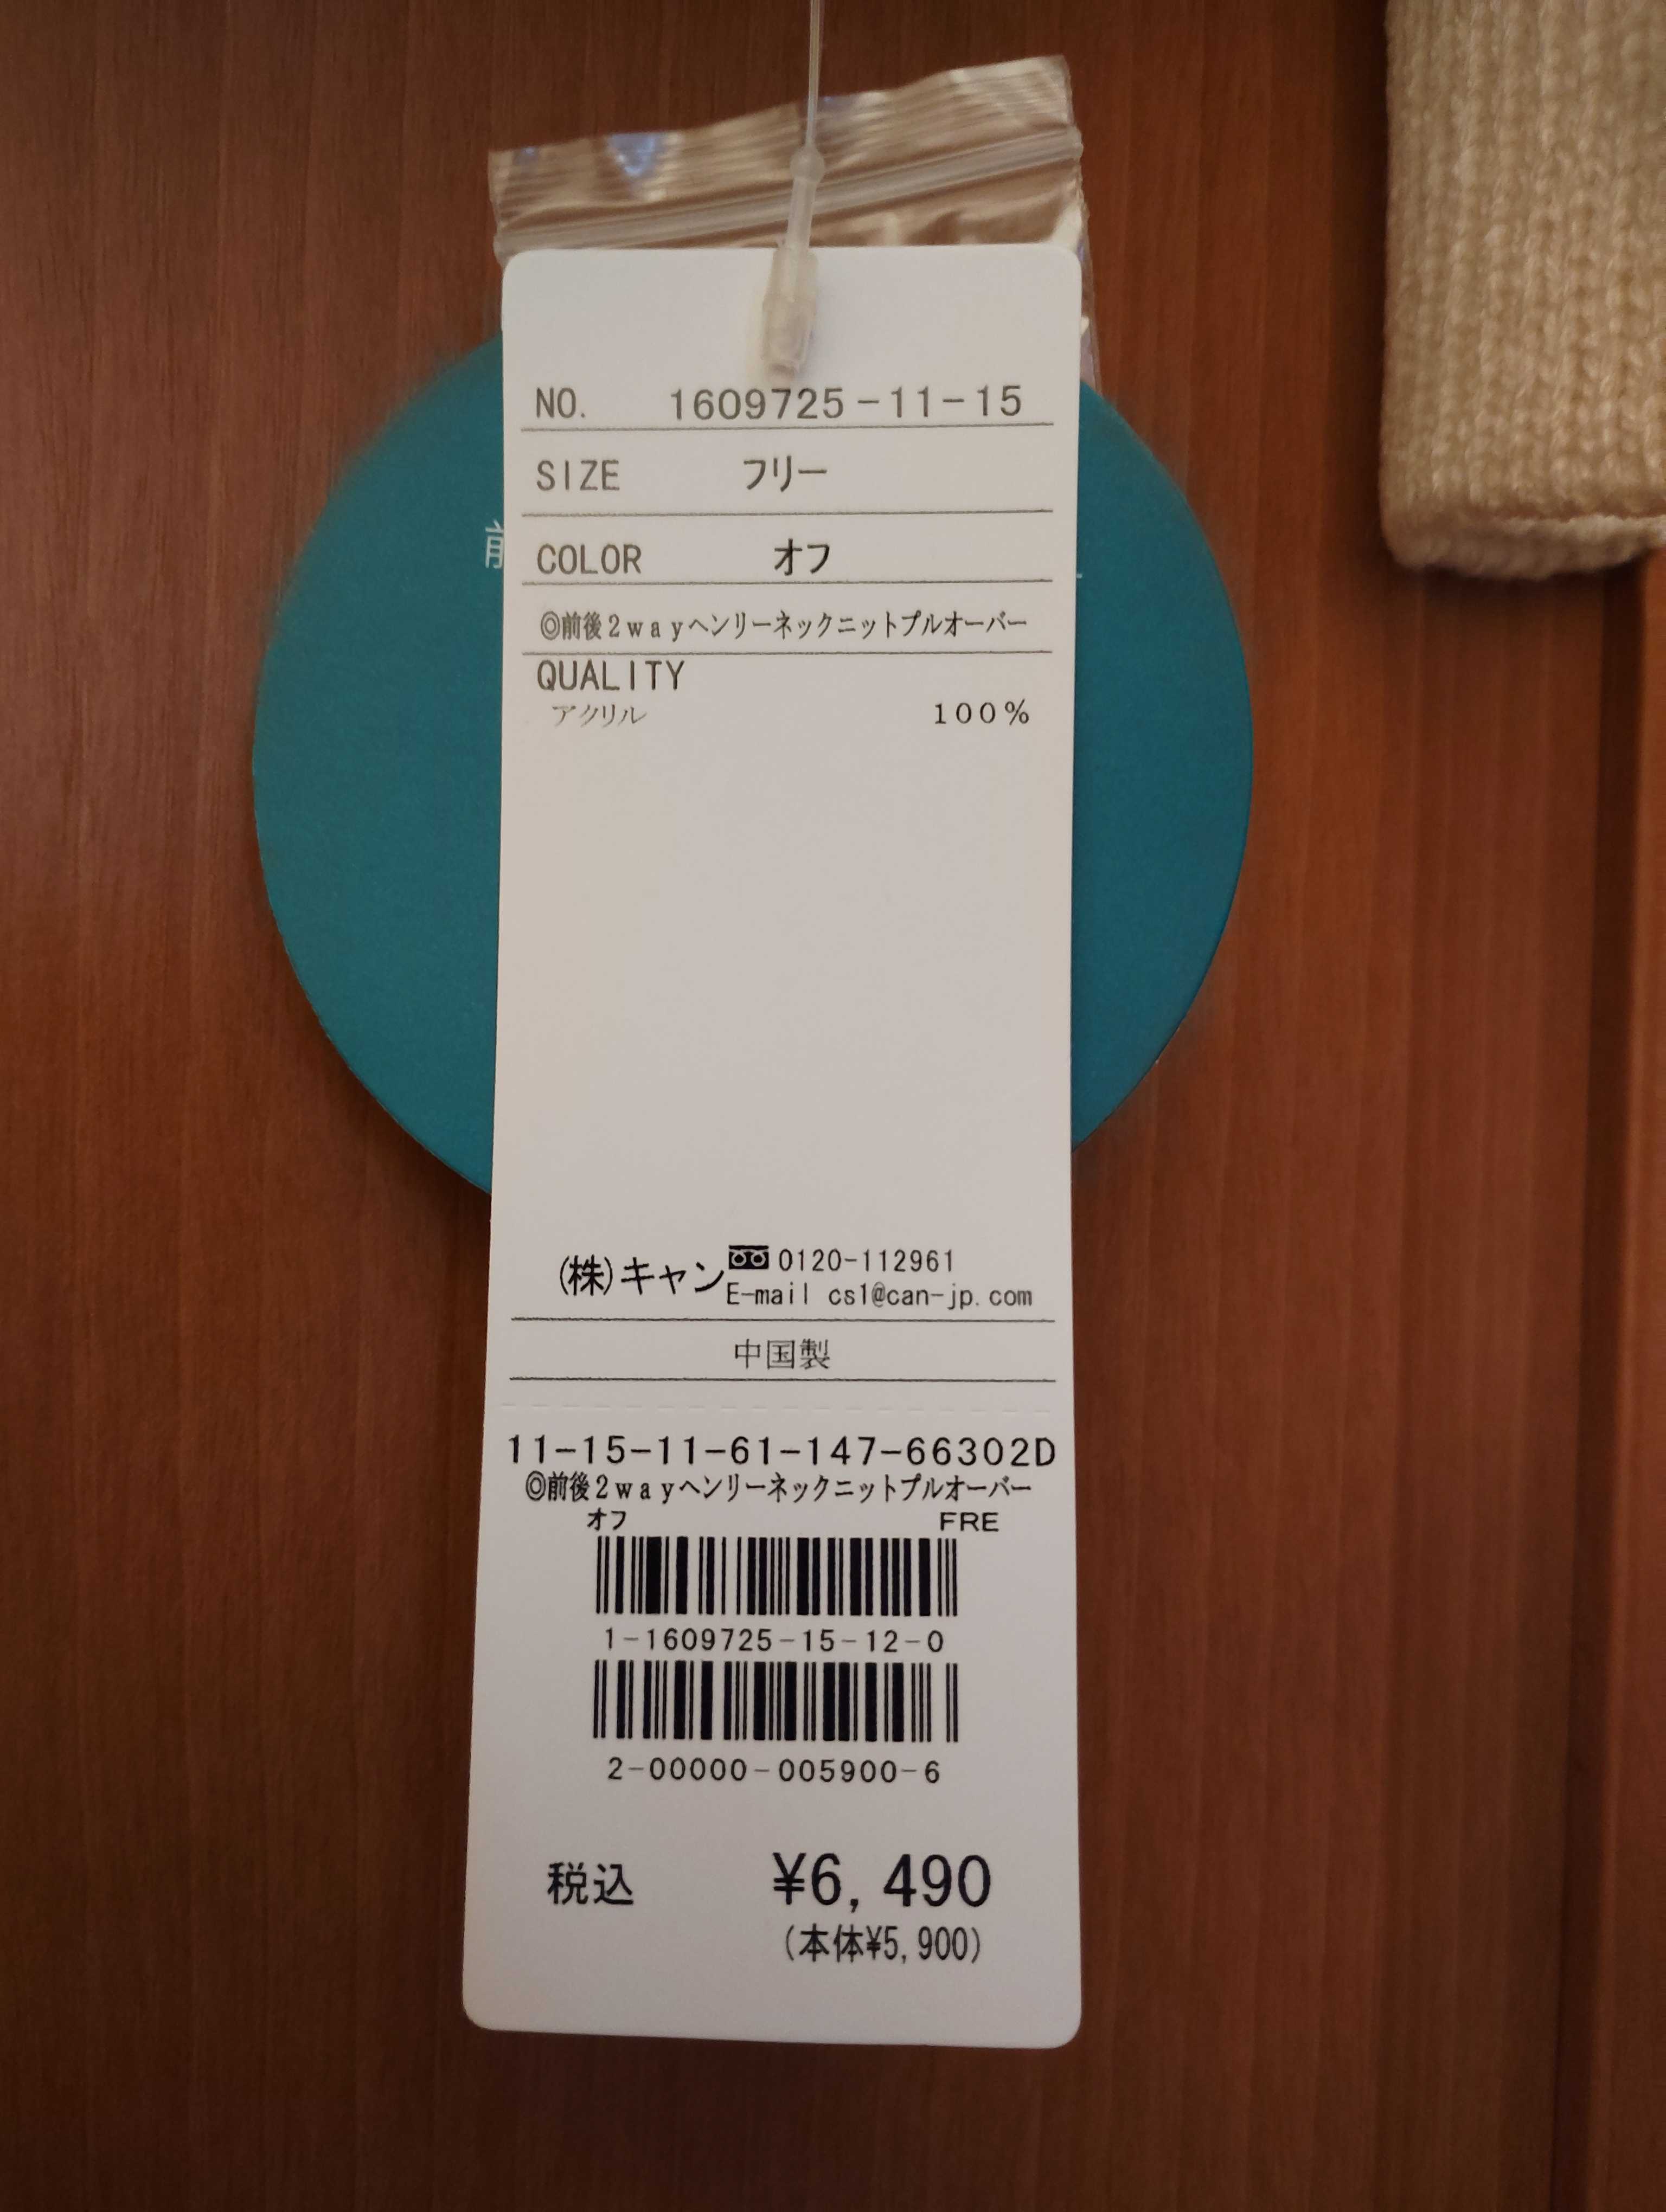 NO. 1609725-11-15
SIZE フリー
COLOR オフ
◎前後2wayヘンリーネックニットプルオーバー
QUALITY
アクリル 100%
(株)キャン 0120-112961
E-mail cs1@can-jp.com
中国製
11-15-11-61-147-66302D
◎前後2wayヘンリーネックニットプルオーバー
オフ FRE
1-1609725-15-12-0
2-00000-005900-6
税込 ¥6,490
(本体¥5,900)